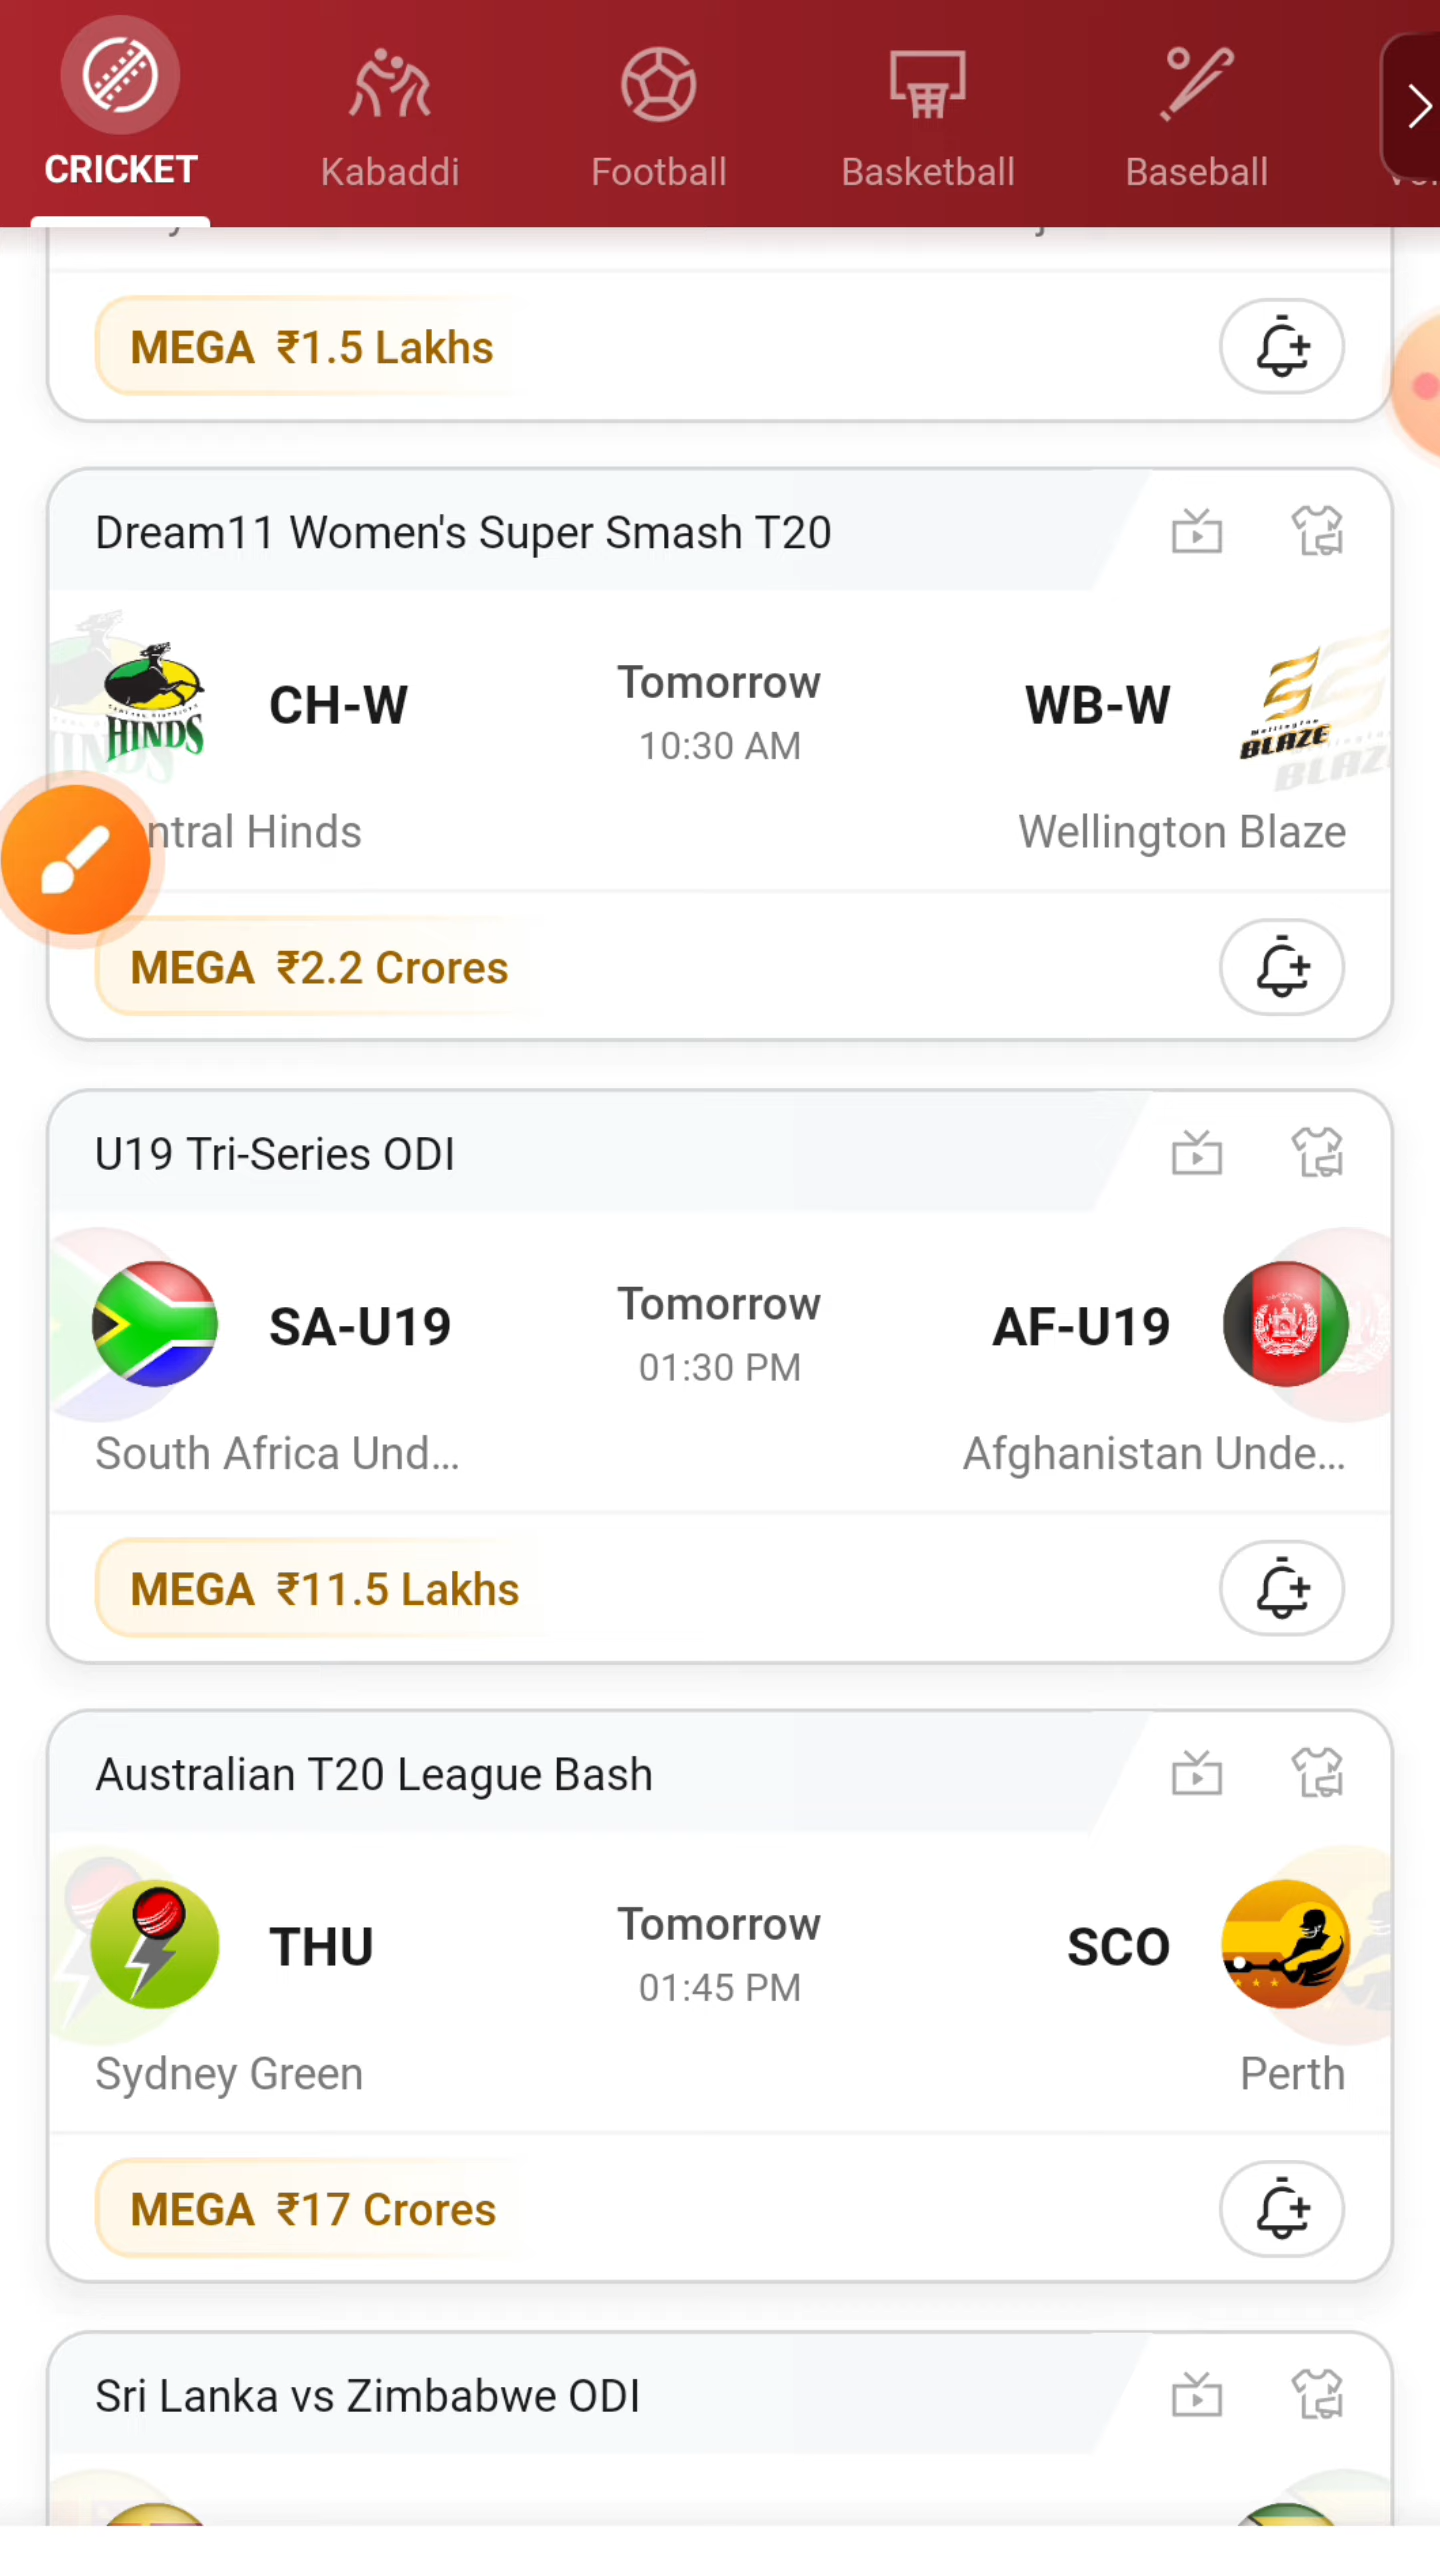 CRICKET
Kabaddi
Football
Basketball
Baseball
MEGA ₹1.5 Lakhs
Dream11 Women's Super Smash T20
HINDS
CH-W
Tomorrow
10:30 AM
WB-W
Wellington
BLAZE
ntral Hinds
Wellington Blaze
MEGA ₹2.2 Crores
U19 Tri-Series ODI
SA-U19
Tomorrow
01:30 PM
AF-U19
South Africa Und...
Afghanistan Unde...
MEGA ₹11.5 Lakhs
Australian T20 League Bash
THU
Tomorrow
01:45 PM
SCO
Sydney Green
Perth
MEGA ₹17 Crores
Sri Lanka vs Zimbabwe ODI